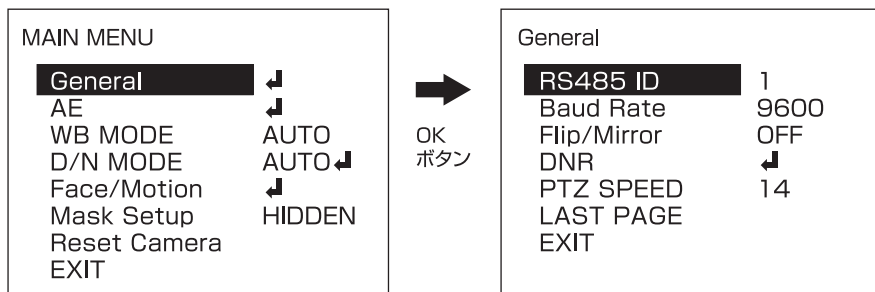 MAIN MENU
General ↲
AE ↲
WB MODE AUTO
D/N MODE AUTO↲
Face/Motion ↲
Mask Setup HIDDEN
Reset Camera
EXIT
OK
ボタン
General
RS485 ID 1
Baud Rate 9600
Flip/Mirror OFF
DNR ↲
PTZ SPEED 14
LAST PAGE
EXIT